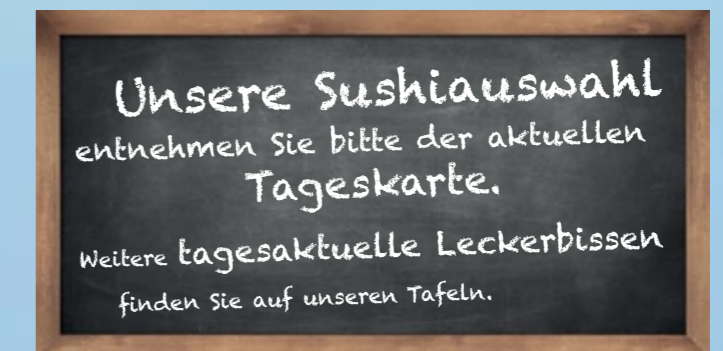 Unsere Sushiauswahl
entnehmen Sie bitte der aktuellen
Tageskarte.
Weitere tagesaktuelle Leckerbissen
finden Sie auf unseren Tafeln.